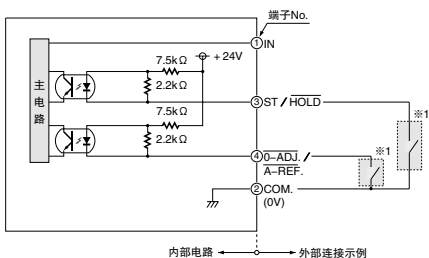 端子No.
①IN
+24V
7.5kΩ
2.2kΩ
主电路
③ST/HOLD
※1
7.5kΩ
2.2kΩ
※1
④0-ADJ./
A-REF.
②COM.
(0V)
内部电路
外部连接示例